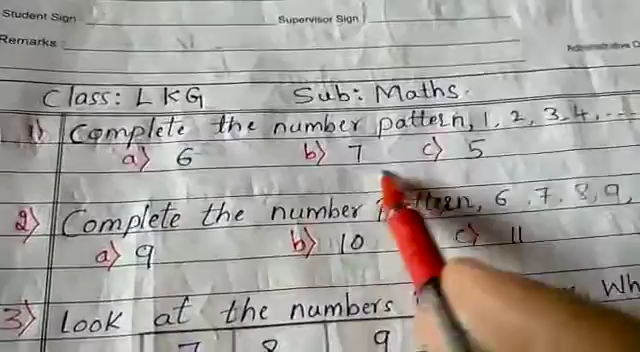 Student Sign
Supervisor Sign
Remarks
Class: LKG Sub: Maths.
1) Complete the number pattern, 1, 2, 3, 4, ...
a) 6 b) 7 c) 5
2) Complete the number 6, 7, 8, 9,
a) 9 b) 10 c) 11
3) Look at the numbers
7 8 9